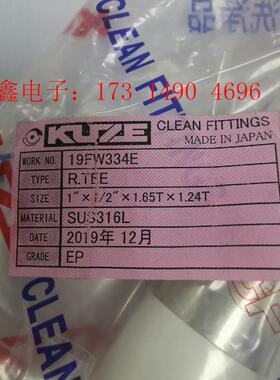 CLEAN FIT
鑫电子：173 1490 4696
KUZE CLEAN FITTINGS
MADE IN JAPAN
WORK NO. 19FW334E
TYPE R.TEE
SIZE 1"×1/2"×1.65T×1.24T
MATERIAL SUS316L
DATE 2019年 12月
GRADE EP